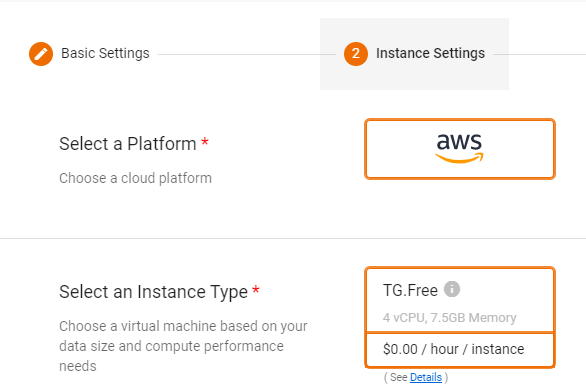 Basic Settings
2 Instance Settings
Select a Platform *
aws
Choose a cloud platform
Select an Instance Type *
TG.Free i
4 vCPU, 7.5GB Memory
Choose a virtual machine based on your
data size and compute performance
needs
$0.00 / hour / instance
( See Details )